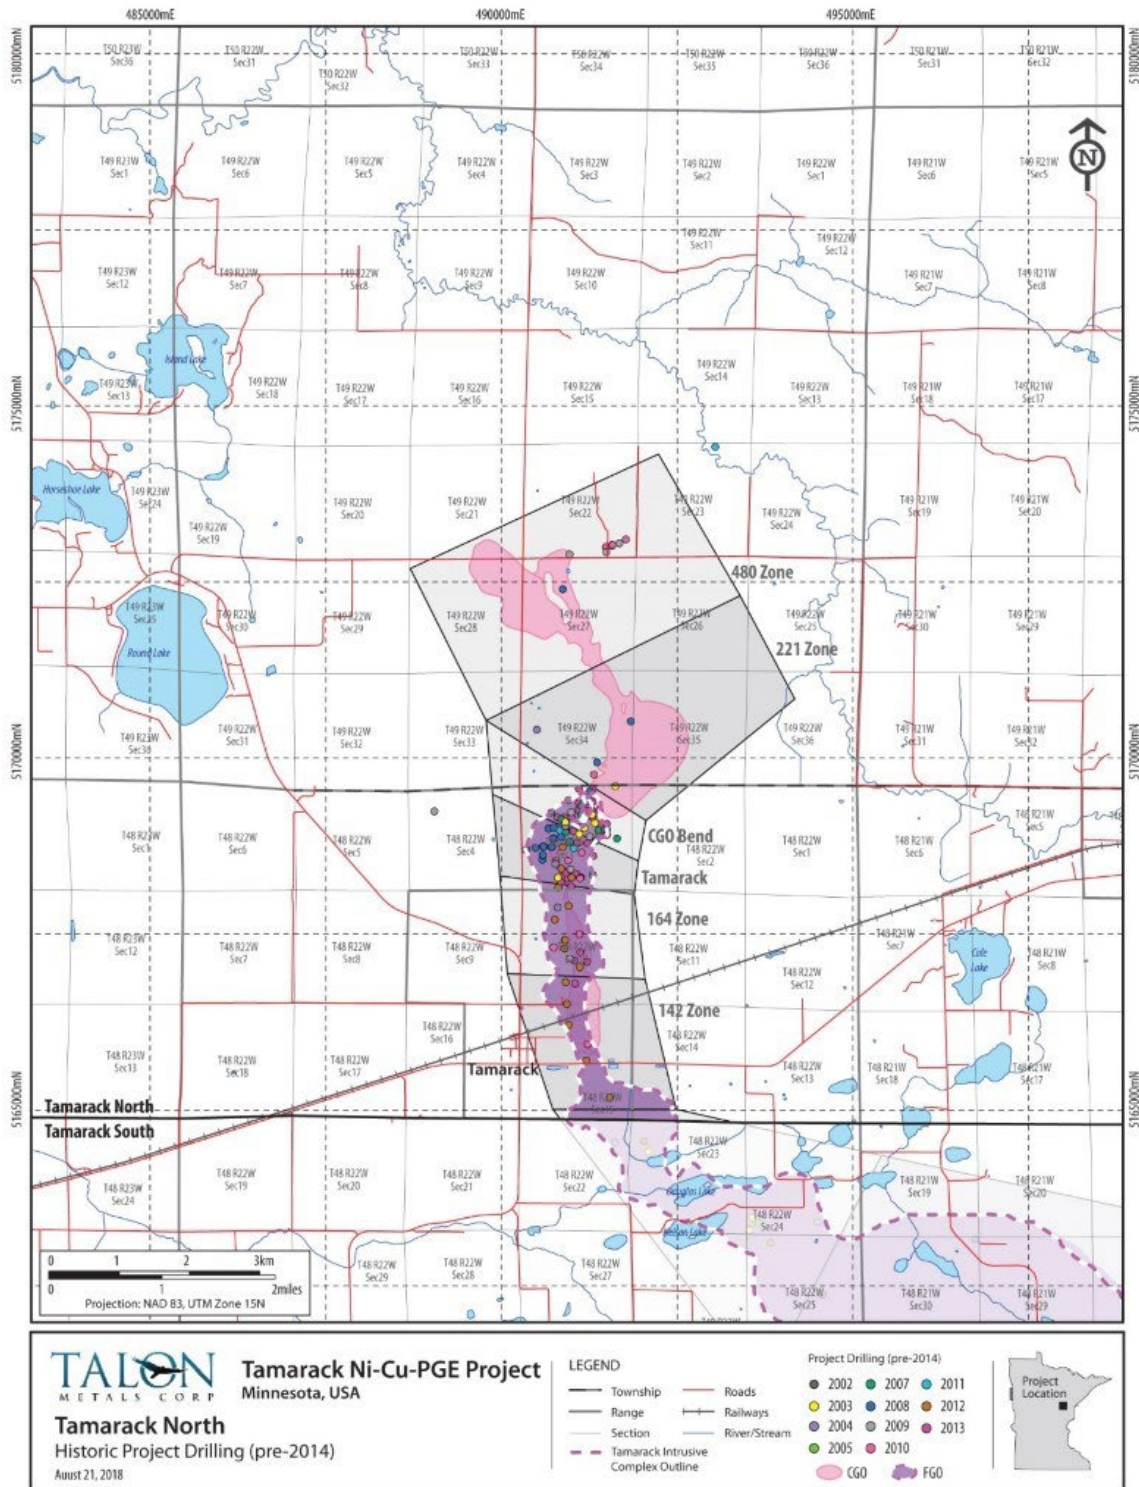 485000mE 490000mE 495000mE
5180000mN 5180000mN
T50 R23W Sec36
T50 R22W Sec31
T50 R22W Sec32
T50 R22W Sec33
T50 R22W Sec34
T50 R22W Sec35
T50 R22W Sec36
T50 R21W Sec31
T50 R21W Sec32
N
T49 R23W Sec1
T49 R22W Sec6
T49 R22W Sec5
T49 R22W Sec4
T49 R22W Sec3
T49 R22W Sec2
T49 R22W Sec1
T49 R21W Sec6
T49 R21W Sec5
T49 R23W Sec12
T49 R22W Sec7
T49 R22W Sec8
T49 R22W Sec9
T49 R22W Sec10
T49 R22W Sec11
T49 R22W Sec12
T49 R21W Sec7
T49 R21W Sec8
Island Lake
T49 R23W Sec13
T49 R22W Sec18
T49 R22W Sec17
T49 R22W Sec16
T49 R22W Sec15
T49 R22W Sec14
T49 R22W Sec13
T49 R21W Sec18
T49 R21W Sec17
5175000mN 5175000mN
Horseshoe Lake
T49 R23W Sec24
T49 R22W Sec19
T49 R22W Sec20
T49 R22W Sec21
T49 R22W Sec22
T49 R22W Sec23
T49 R22W Sec24
T49 R21W Sec19
T49 R21W Sec20
480 Zone
T49 R23W Sec25
T49 R22W Sec30
T49 R22W Sec29
T49 R22W Sec28
T49 R22W Sec27
T49 R22W Sec26
T49 R22W Sec25
T49 R21W Sec30
T49 R21W Sec29
Round Lake
221 Zone
T49 R23W
T49 R22W Sec31
T49 R22W Sec32
T49 R22W Sec33
T49 R22W Sec34
T49 R22W Sec35
T49 R22W Sec36
T49 R21W Sec31
T49 R21W Sec32
5170000mN 5170000mN
T48 R23W Sec1
T48 R22W Sec6
T48 R22W Sec5
T48 R22W Sec4
CGO Bend
T48 R22W Sec2
T48 R22W Sec1
T48 R21W Sec6
T48 R21W Sec5
Tamarack
164 Zone
T48 R23W Sec12
T48 R22W Sec7
T48 R22W Sec8
T48 R22W Sec9
T48 R22W Sec11
T48 R22W Sec12
T48 R21W Sec7
T48 R21W Sec8
Cole Lake
142 Zone
T48 R23W Sec13
T48 R22W Sec18
T48 R22W Sec17
T48 R22W Sec16
Tamarack
T48 R22W Sec14
T48 R22W Sec13
T48 R21W Sec18
T48 R21W Sec17
5165000mN 5165000mN
Tamarack North
Tamarack South
T48 R23W Sec24
T48 R22W Sec19
T48 R22W Sec20
T48 R22W Sec21
T48 R22W Sec22
T48 R22W Sec23
T48 R22W Sec24
T48 R21W Sec19
T48 R21W Sec20
Douglas Lake
Nelson Lake
T48 R22W Sec29
T48 R22W Sec28
T48 R22W Sec27
T48 R22W Sec25
T48 R21W Sec30
T48 R21W Sec29
0 1 2 3km
0 1 2miles
Projection: NAD 83, UTM Zone 15N
TALON
METALS CORP
Tamarack Ni-Cu-PGE Project
Minnesota, USA
Tamarack North
Historic Project Drilling (pre-2014)
Auust 21, 2018
LEGEND
Township
Range
Section
Tamarack Intrusive
Complex Outline
Roads
Railways
River/Stream
Project Drilling (pre-2014)
2002 2007 2011
2003 2008 2012
2004 2009 2013
2005 2010
CGO FGO
Project
Location